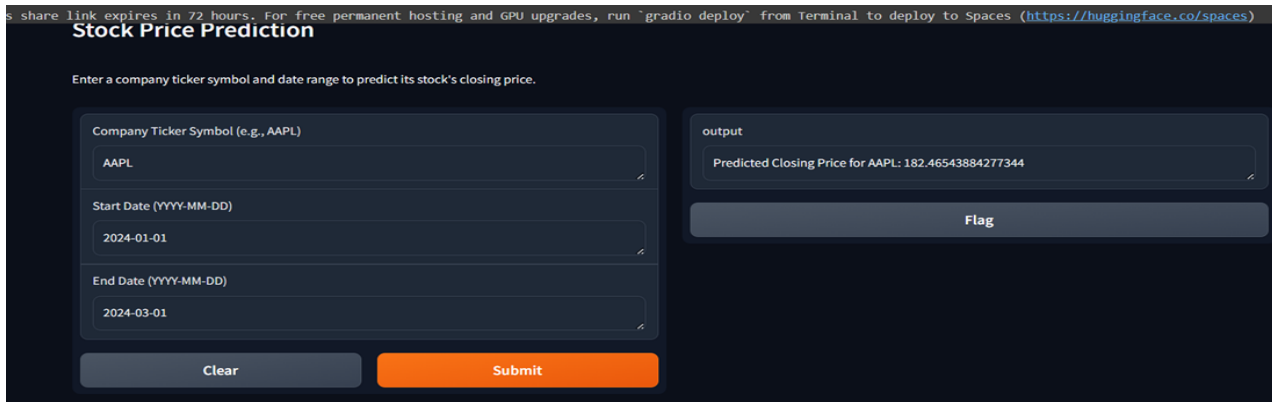 s share link expires in 72 hours. For free permanent hosting and GPU upgrades, run `gradio deploy` from Terminal to deploy to Spaces (https://huggingface.co/spaces)
Stock Price Prediction
Enter a company ticker symbol and date range to predict its stock's closing price.
Company Ticker Symbol (e.g., AAPL)
AAPL
Start Date (YYYY-MM-DD)
2024-01-01
End Date (YYYY-MM-DD)
2024-03-01
Clear
Submit
output
Predicted Closing Price for AAPL: 182.46543884277344
Flag